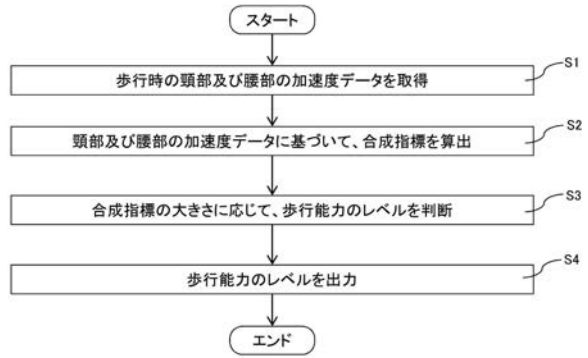 スタート
S1
歩行時の頸部及び腰部の加速度データを取得
S2
頸部及び腰部の加速度データに基づいて、合成指標を算出
S3
合成指標の大きさに応じて、歩行能力のレベルを判断
S4
歩行能力のレベルを出力
エンド